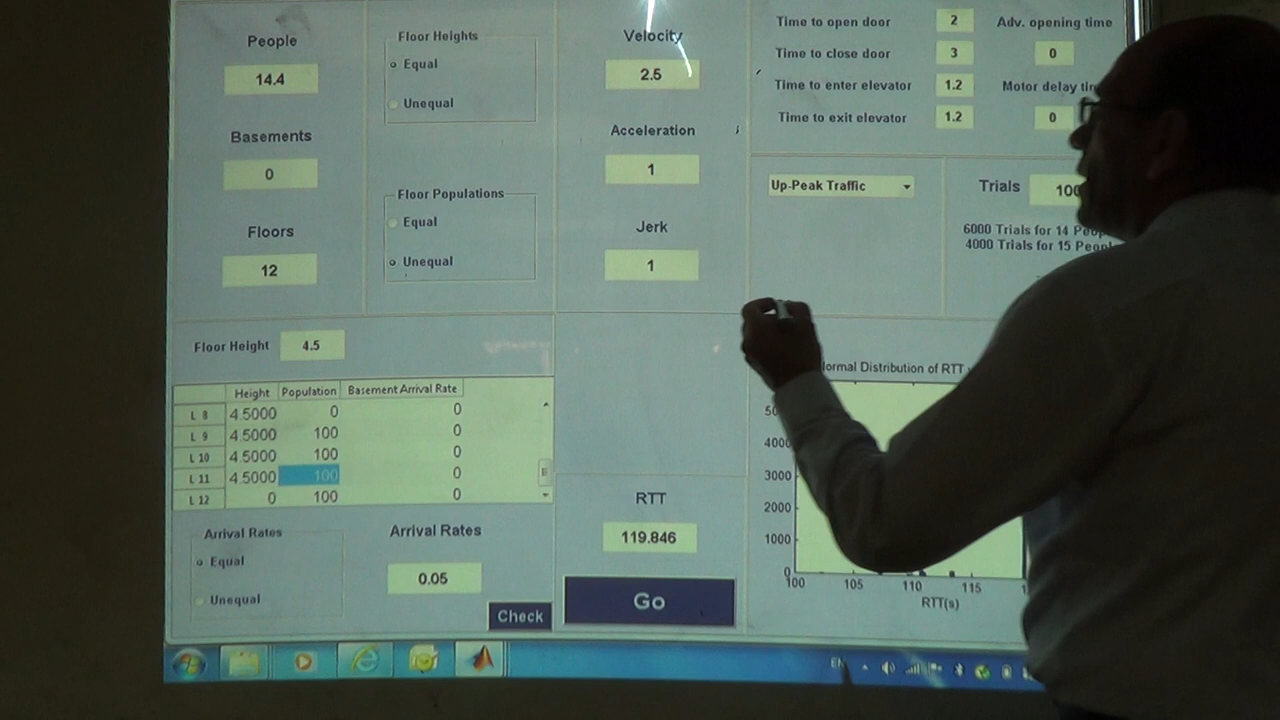 People
14.4
Basements
0
Floors
12
Floor Heights
Equal
Unequal
Floor Populations
Equal
Unequal
Velocity
2.5
Acceleration
1
Jerk
1
Time to open door 2
Time to close door 3
Time to enter elevator 1.2
Time to exit elevator 1.2
Adv. opening time
0
Motor delay
0
Up-Peak Traffic
Trials 100
6000 Trials for 14
4000 Trials for 15
Floor Height 4.5
Height Population Basement Arrival Rate
L 8 4.5000 0 0
L 9 4.5000 100 0
L 10 4.5000 100 0
L 11 4.5000 100 0
L 12 0 100 0
Arrival Rates
Equal
Unequal
Arrival Rates
0.05
Check
RTT
119.846
Go
Normal Distribution of RTT
4000
3000
2000
1000
0
100 105 110 115
RTT(s)
EN